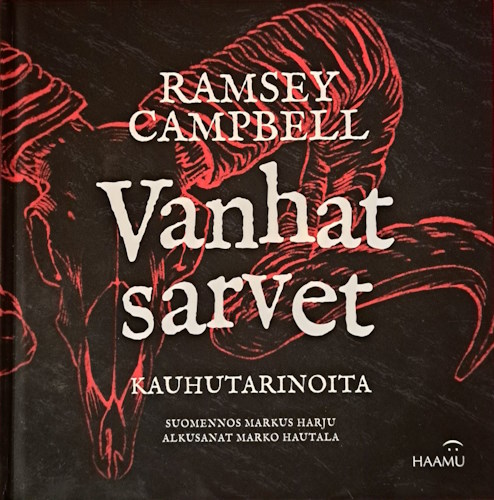 RAMSEY
CAMPBELL
Vanhat
sarvet
KAUHUTARINOITA
SUOMENNOS MARKUS HARJU
ALKUSANAT MARKO HAUTALA
HAAMU